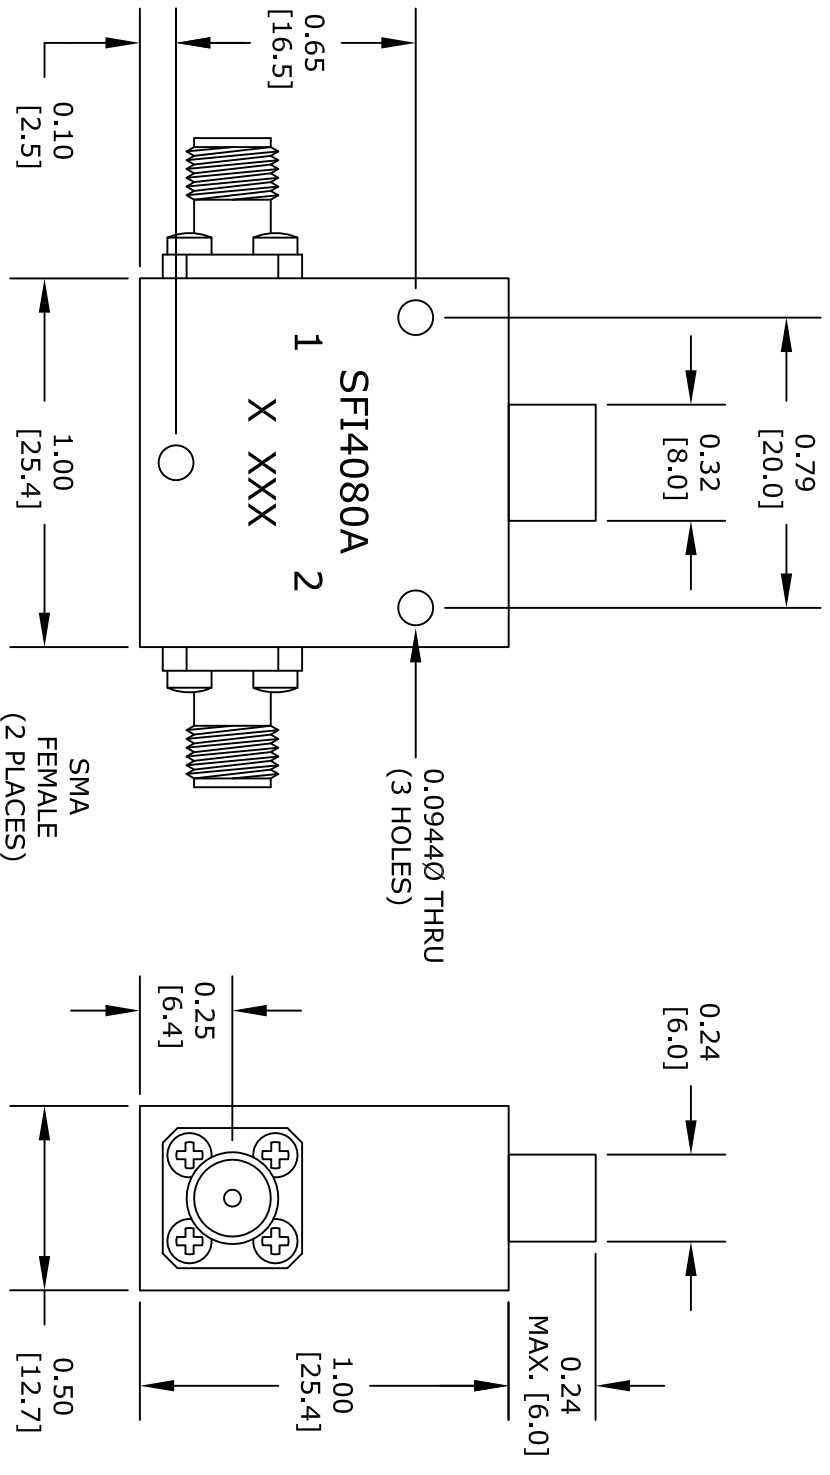 0.79
[20.0]
0.32
[8.0]
0.65
[16.5]
0.10
[2.5]
SFI4080A
1
2
X XXX
1.00
[25.4]
0.0944Ø THRU
(3 HOLES)
SMA
FEMALE
(2 PLACES)
0.24
[6.0]
0.24
MAX. [6.0]
0.25
[6.4]
1.00
[25.4]
0.50
[12.7]